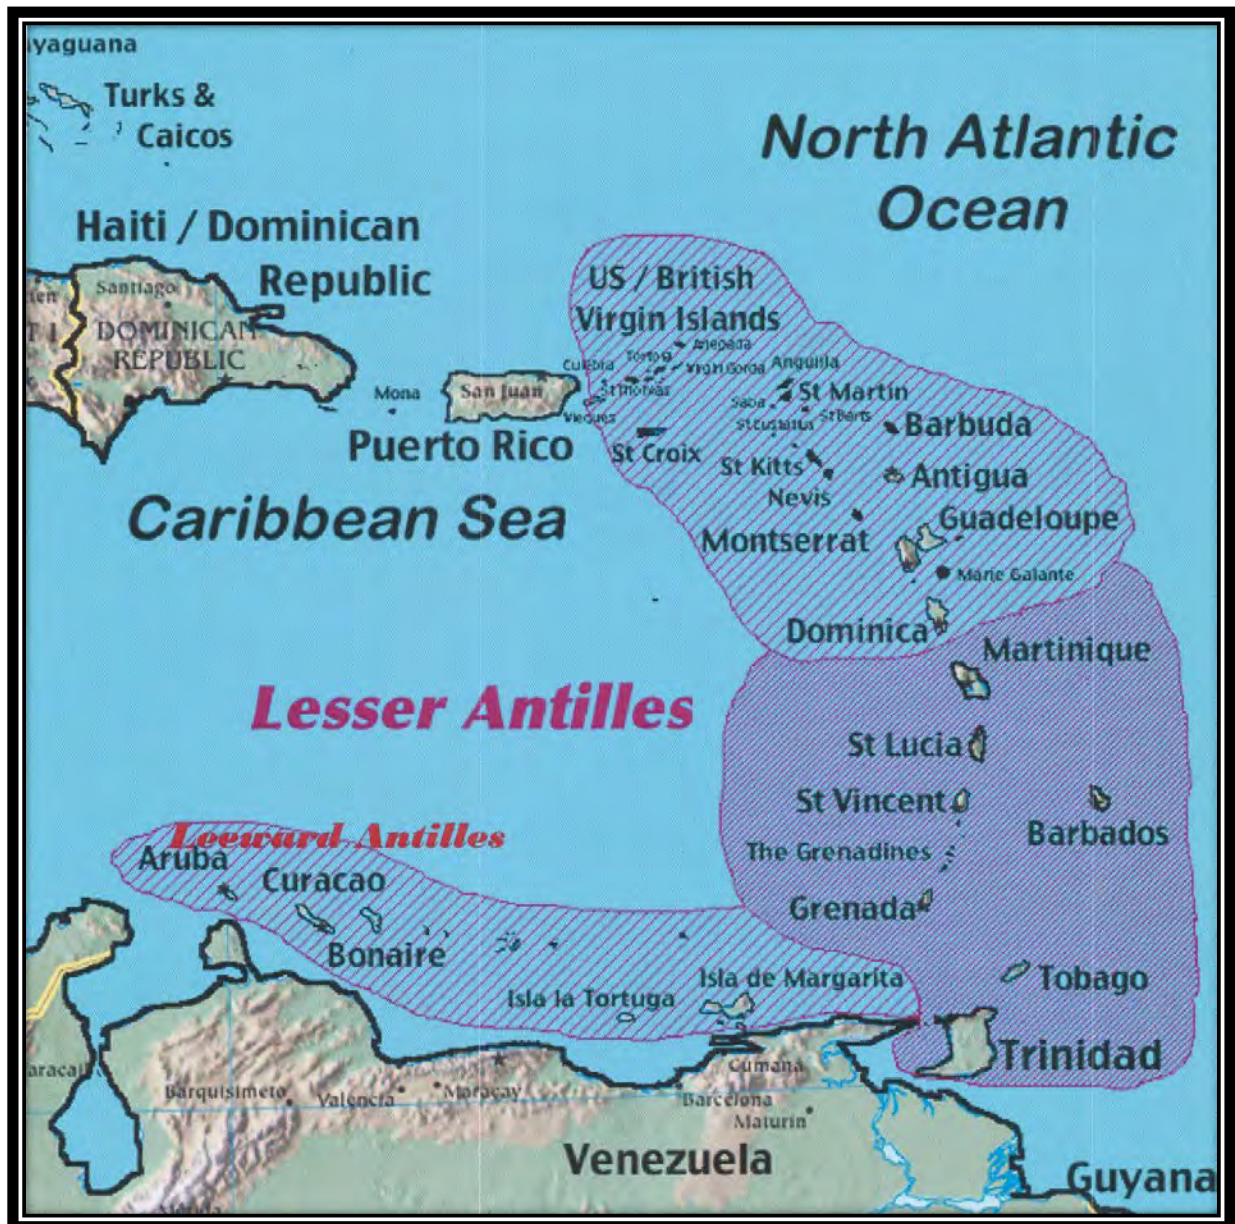 yaguana
Turks &
Caicos
North Atlantic
Ocean
Haiti / Dominican
Republic
Santiago
DOMINICAN
REPUBLIC
US / British
Virgin Islands
Anegada
Tortola
Virgin Gorda
Anguilla
Culebra
St Thomas
St Martin
Mona
San Juan
Saba
St Barts
Vieques
St Eustatius
Barbuda
Puerto Rico
St Croix
St Kitts
Antigua
Nevis
Caribbean Sea
Guadeloupe
Montserrat
Marie Galante
Dominica
Martinique
Lesser Antilles
St Lucia
St Vincent
Barbados
Leeward Antilles
The Grenadines
Aruba
Curacao
Grenada
Bonaire
Isla de Margarita
Tobago
Isla la Tortuga
Trinidad
aracai
Cumana
Barquisimeto
Valencia
Maracay
Barcelona
Maturin
Venezuela
Guyana